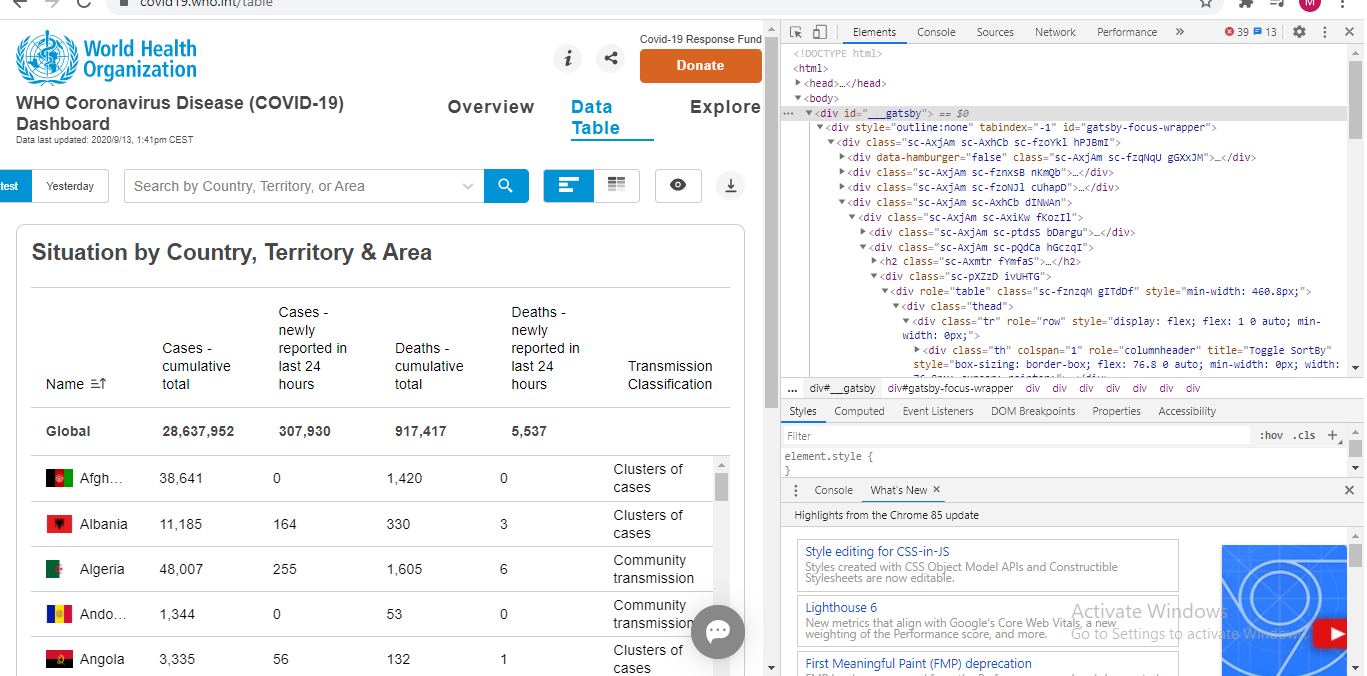 covid19.who.int/table
M
World Health
Organization
Covid-19 Response Fund
Donate
WHO Coronavirus Disease (COVID-19)
Dashboard
Data last updated: 2020/9/13, 1:41pm CEST
Overview
Data
Table
Explore
test
Yesterday
Search by Country, Territory, or Area
Situation by Country, Territory & Area
Name
Cases -
cumulative
total
Cases -
newly
reported in
last 24
hours
Deaths -
cumulative
total
Deaths -
newly
reported in
last 24
hours
Transmission
Classification
Global 28,637,952 307,930 917,417 5,537
Afgh... 38,641 0 1,420 0 Clusters of
cases
Albania 11,185 164 330 3 Clusters of
cases
Algeria 48,007 255 1,605 6 Community
transmission
Ando... 1,344 0 53 0 Community
transmission
Angola 3,335 56 132 1 Clusters of
cases
Elements Console Sources Network Performance » 39 13
<!DOCTYPE html>
<html>
<head>…</head>
<body>
… <div id="___gatsby"> == $0
<div style="outline:none" tabindex="-1" id="gatsby-focus-wrapper">
<div class="sc-AxjAm sc-AxhCb sc-fzoYkl hPJBmI">
<div data-hamburger="false" class="sc-AxjAm sc-fzqNqU gGXxJM">…</div>
<div class="sc-AxjAm sc-fznxsB nKmQb">…</div>
<div class="sc-AxjAm sc-fzoNJl cUhapD">…</div>
<div class="sc-AxjAm sc-AxhCb dINWAn">
<div class="sc-AxjAm sc-AxiKw fKozIl">
<div class="sc-AxjAm sc-ptdsS bDargu">…</div>
<div class="sc-AxjAm sc-pQdCa hGczqI">
<h2 class="sc-Axmtr fYmfaS">…</h2>
<div class="sc-pXZzD ivUHTG">
<div role="table" class="sc-fznzqM gITdDf" style="min-width: 460.8px;">
<div class="thead">
<div class="tr" role="row" style="display: flex; flex: 1 0 auto; min-
width: 0px;">
<div class="th" colspan="1" role="columnheader" title="Toggle SortBy"
style="box-sizing: border-box; flex: 76.8 0 auto; min-width: 0px; width:
… div#___gatsby div#gatsby-focus-wrapper div div div div div div div
Styles Computed Event Listeners DOM Breakpoints Properties Accessibility
Filter :hov .cls +
element.style {
}
Console What's New ×
Highlights from the Chrome 85 update
Style editing for CSS-in-JS
Styles created with CSS Object Model APIs and Constructible
Stylesheets are now editable.
Lighthouse 6
New metrics that align with Google's Core Web Vitals, a new
weighting of the Performance score, and more.
First Meaningful Paint (FMP) deprecation
Activate Windows
Go to Settings to activate Windows.